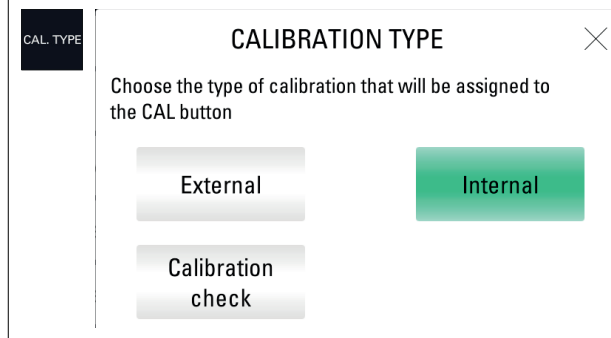 CAL. TYPE
CALIBRATION TYPE
Choose the type of calibration that will be assigned to
the CAL button
External
Internal
Calibration
check